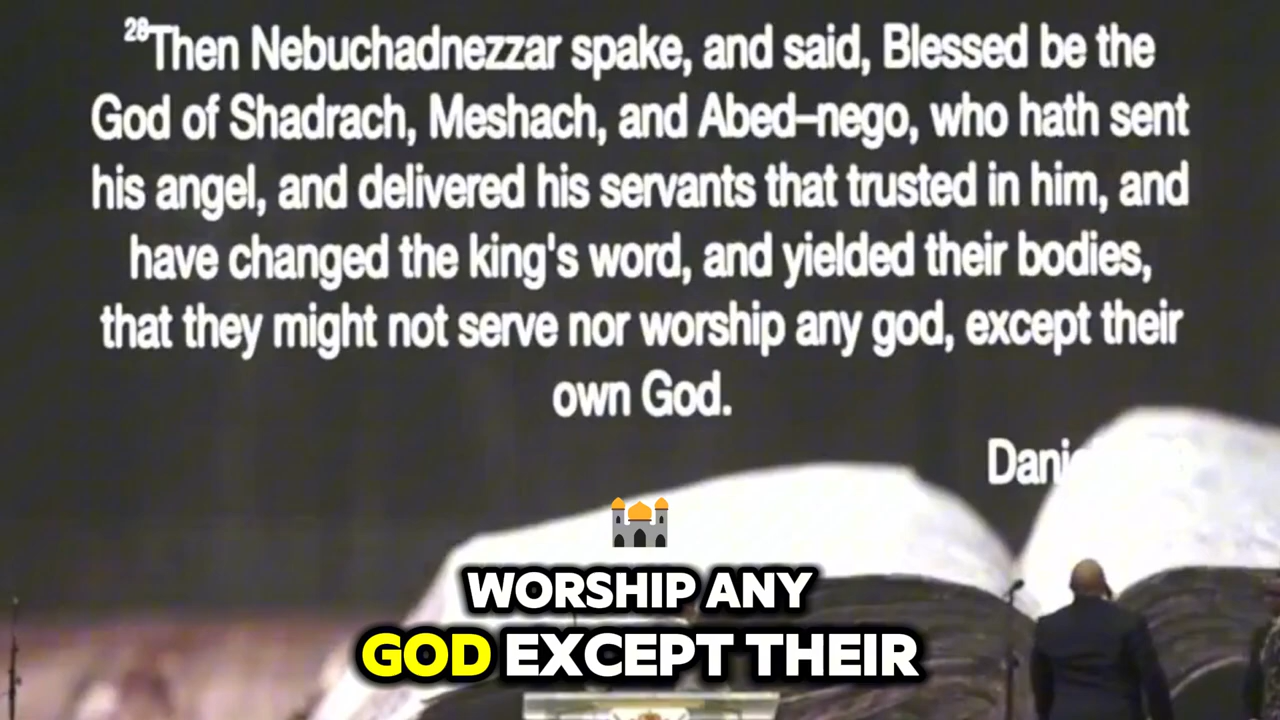 28Then Nebuchadnezzar spake, and said, Blessed be the
God of Shadrach, Meshach, and Abed–nego, who hath sent
his angel, and delivered his servants that trusted in him, and
have changed the king's word, and yielded their bodies,
that they might not serve nor worship any god, except their
own God.
WORSHIP ANY
GOD EXCEPT THEIR